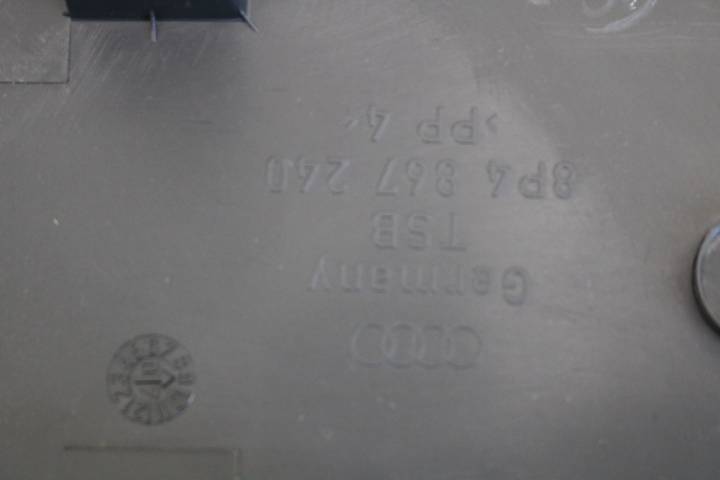 Germany
TSB
8P4 867 240
>PP 4<